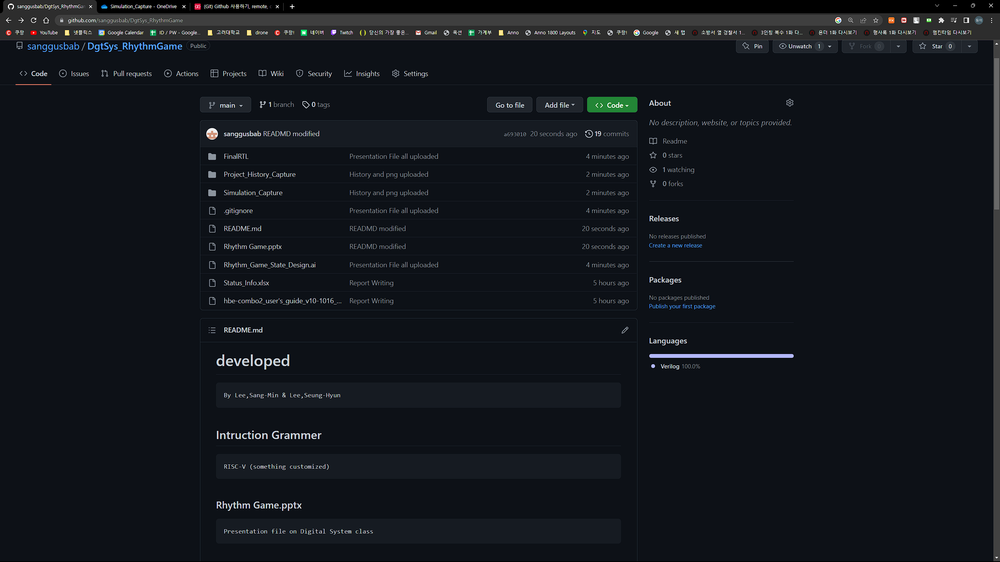 sanggusbab/DgtSys_RhythmGam
Simulation_Capture - OneDrive
(Git) Github 사용하기, remote, c
github.com/sanggusbab/DgtSys_RhythmGame
쿠팡 YouTube 넷플릭스 Google Calendar ID / PW - Google... 고려대학교 drone 쿠팡! 네이버 Twitch 당신의 가장 좋은... Gmail 옥션 가계부 Anno Anno 1800 Layouts 지도 쿠팡! Google 새 탭 소방서 옆 경찰서 1... 3인칭 복수 1화 다... 욘더 1화 다시보기 형사록 1화 다시보기 펌킨타임 다시보기
sanggusbab / DgtSys_RhythmGame Public
Pin Unwatch 1 Fork 0 Star 0
Code Issues Pull requests Actions Projects Wiki Security Insights Settings
main 1 branch 0 tags Go to file Add file Code
sanggusbab READMD modified a693010 20 seconds ago 19 commits
FinalRTL Presentation File all uploaded 4 minutes ago
Project_History_Capture History and png uploaded 2 minutes ago
Simulation_Capture History and png uploaded 2 minutes ago
.gitignore Presentation File all uploaded 4 minutes ago
README.md READMD modified 20 seconds ago
Rhythm Game.pptx READMD modified 20 seconds ago
Rhythm_Game_State_Design.ai Presentation File all uploaded 4 minutes ago
Status_Info.xlsx Report Writing 5 hours ago
hbe-combo2_user's_guide_v10-1016_... Report Writing 5 hours ago
README.md
developed
By Lee,Sang-Min & Lee,Seung-Hyun
Intruction Grammer
RISC-V (something customized)
Rhythm Game.pptx
Presentation file on Digital System class
About
No description, website, or topics provided.
Readme
0 stars
1 watching
0 forks
Releases
No releases published
Create a new release
Packages
No packages published
Publish your first package
Languages
Verilog 100.0%